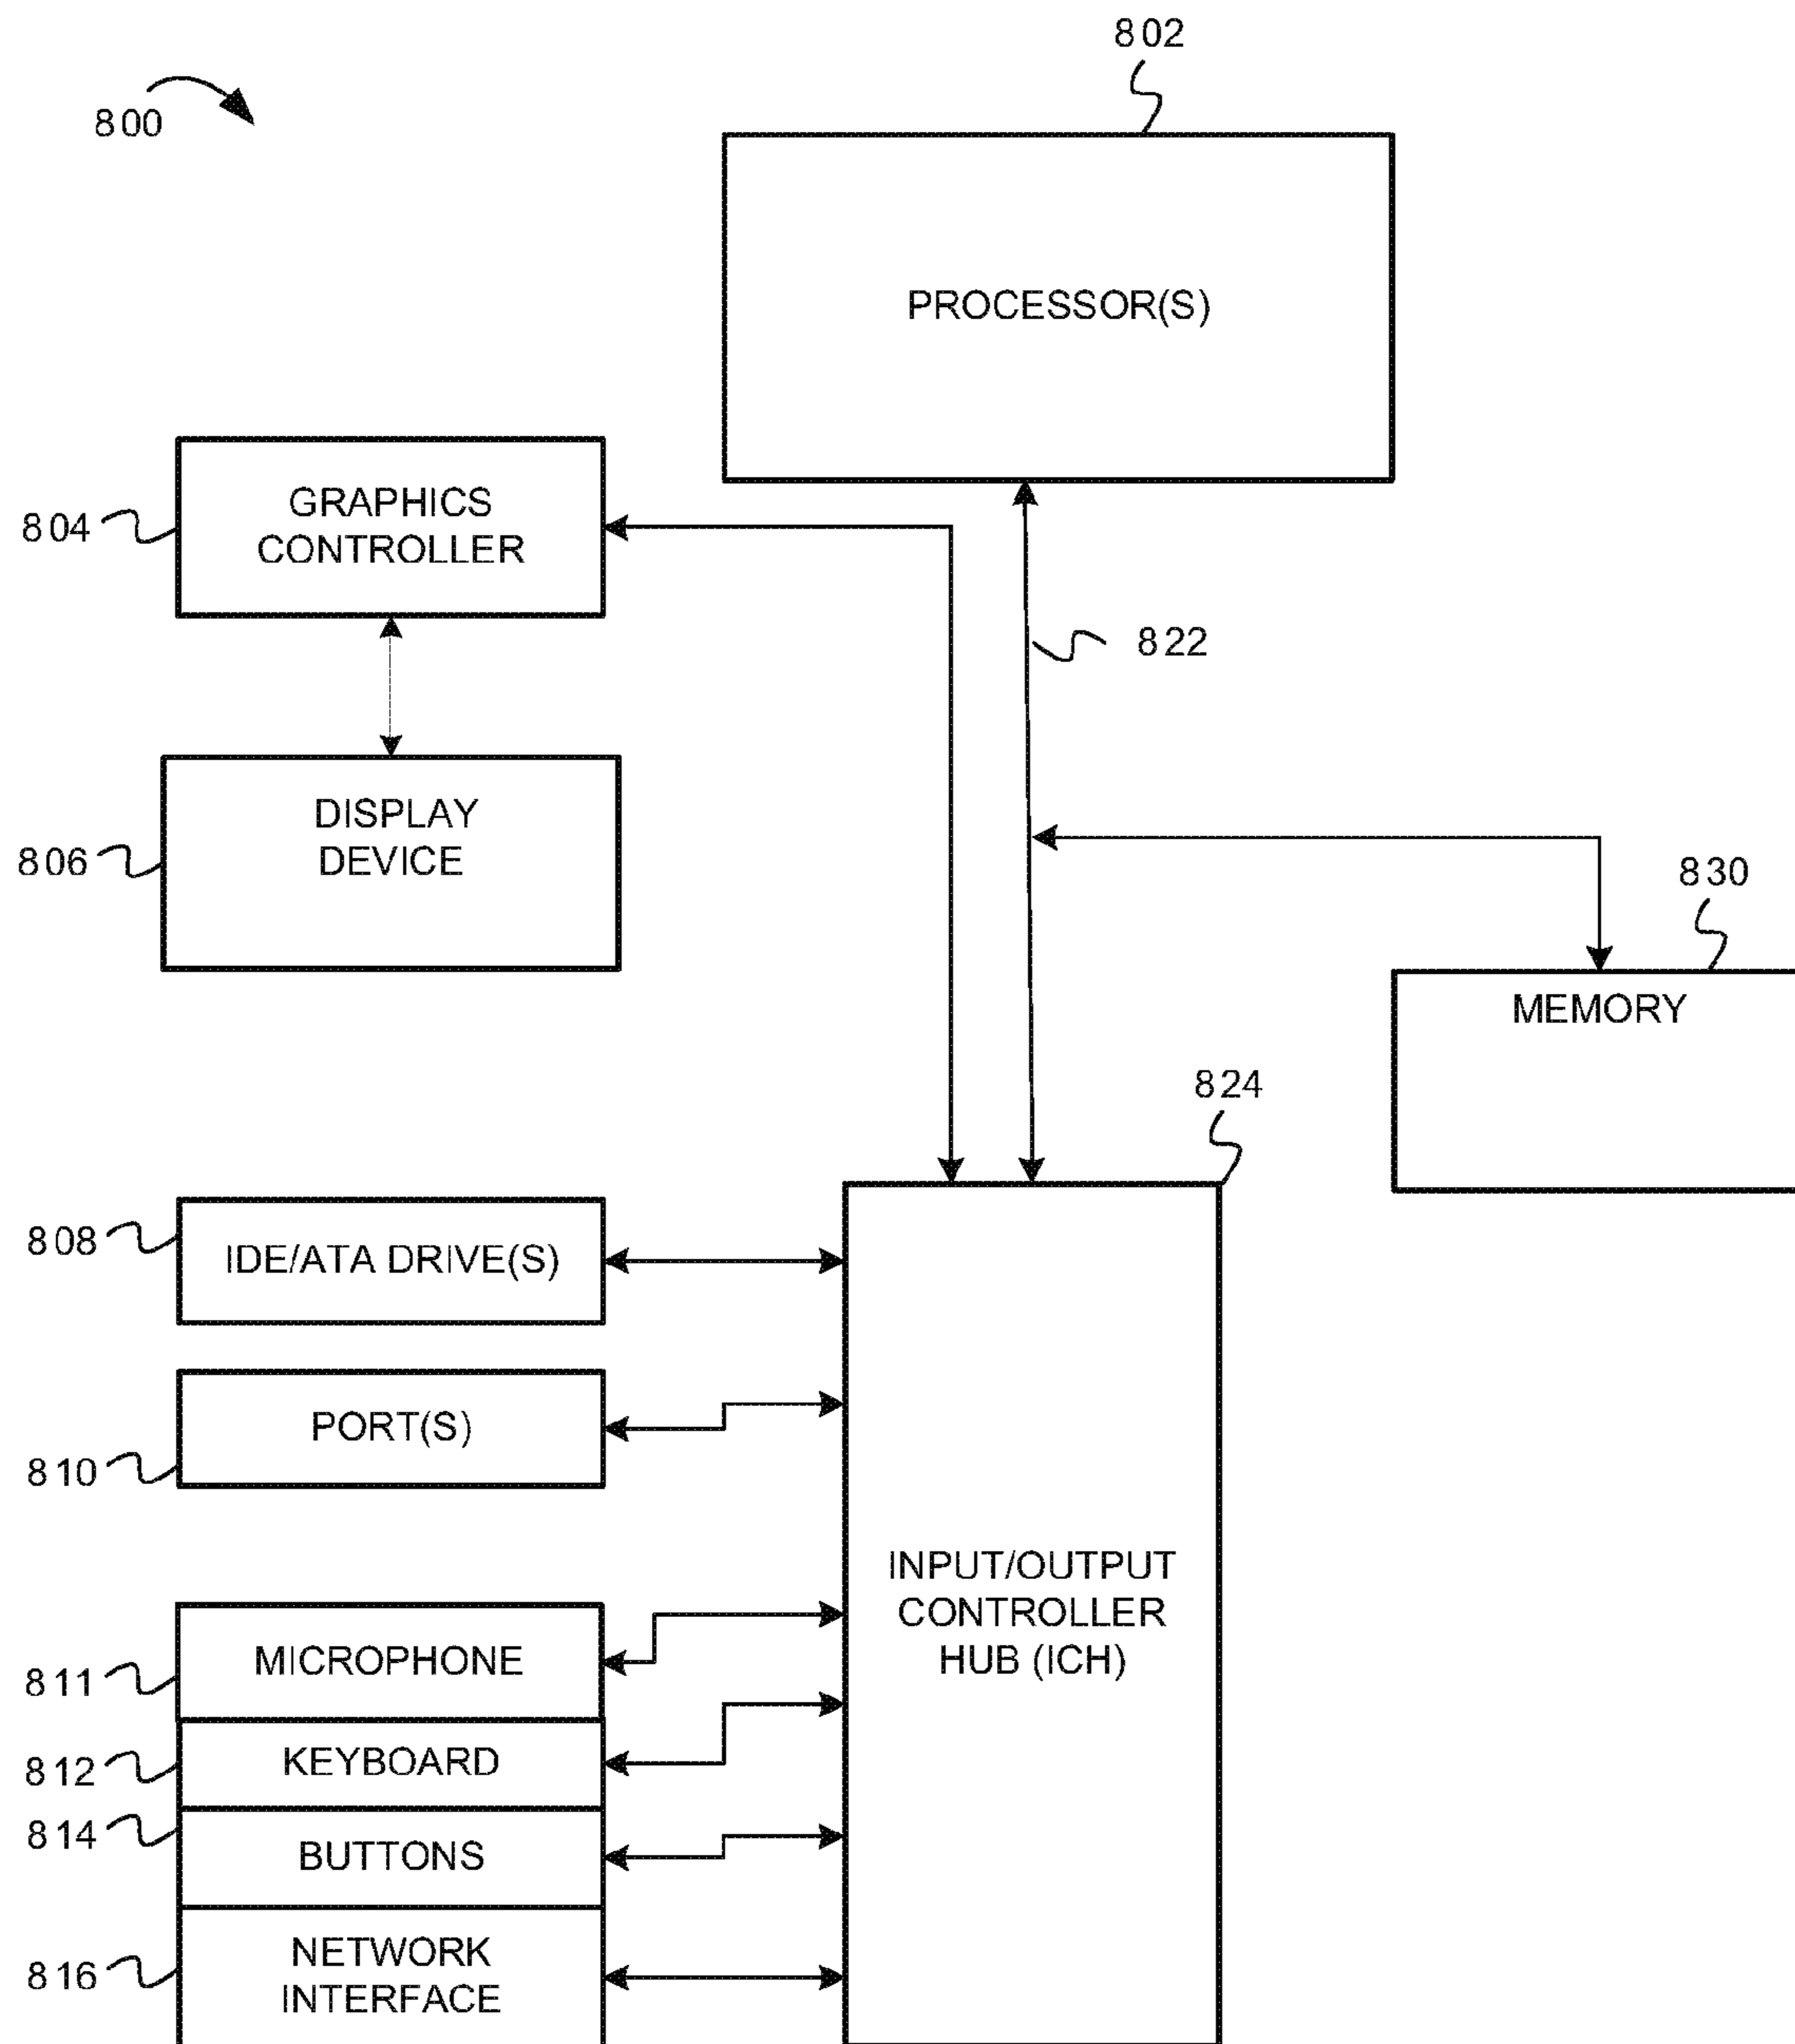 802
800
PROCESSOR(S)
GRAPHICS
CONTROLLER
804
822
DISPLAY
DEVICE
806
830
MEMORY
824
808
IDE/ATA DRIVE(S)
PORT(S)
810
INPUT/OUTPUT
CONTROLLER
HUB (ICH)
MICROPHONE
811
KEYBOARD
812
814
BUTTONS
NETWORK
INTERFACE
816